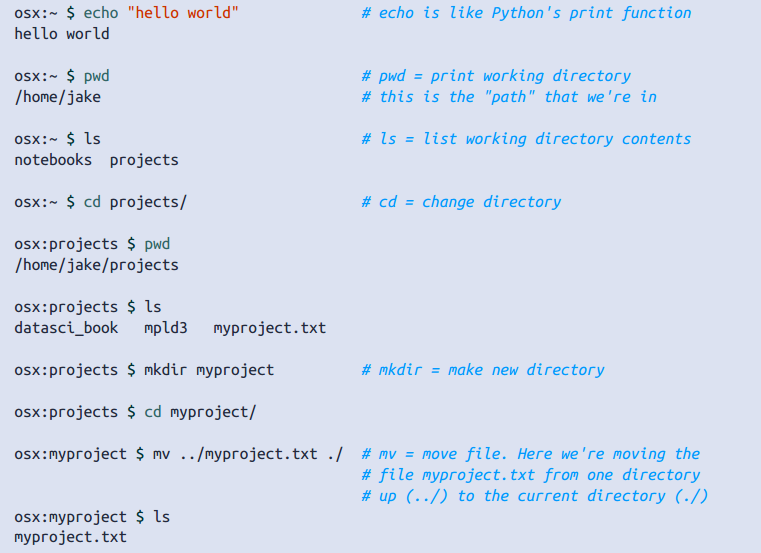 osx:~ $ echo "hello world" # echo is like Python's print function
hello world
osx:~ $ pwd # pwd = print working directory
/home/jake # this is the "path" that we're in
osx:~ $ ls # ls = list working directory contents
notebooks projects
osx:~ $ cd projects/ # cd = change directory
osx:projects $ pwd
/home/jake/projects
osx:projects $ ls
datasci_book mpld3 myproject.txt
osx:projects $ mkdir myproject # mkdir = make new directory
osx:projects $ cd myproject/
osx:myproject $ mv ../myproject.txt ./ # mv = move file. Here we're moving the
# file myproject.txt from one directory
# up (../) to the current directory (./)
osx:myproject $ ls
myproject.txt